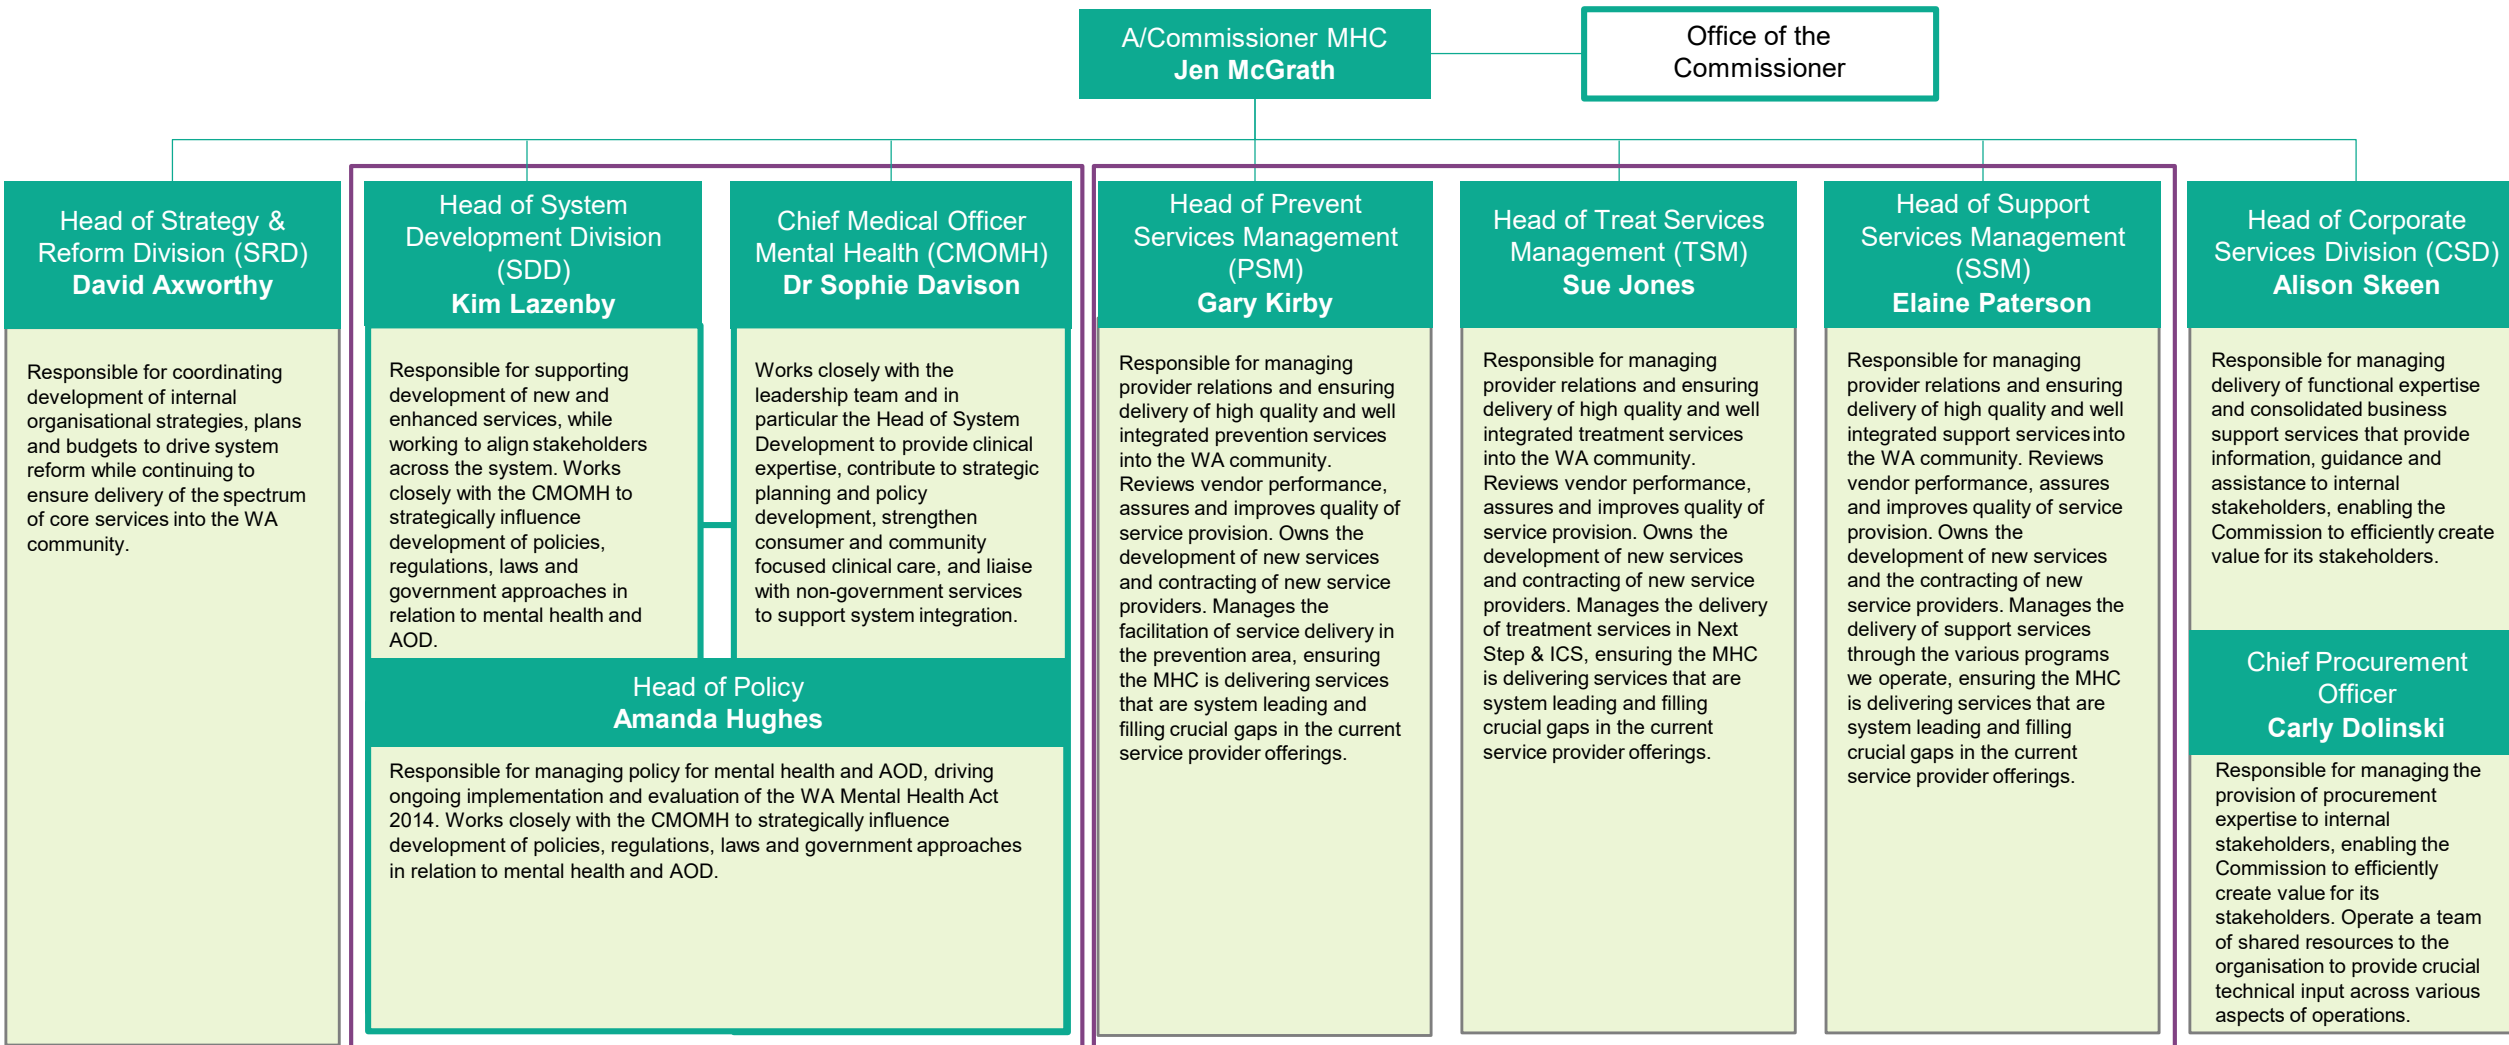 A/Commissioner MHC
Jen McGrath
Office of the
Commissioner
Head of Strategy &
Reform Division (SRD)
David Axworthy
Responsible for coordinating
development of internal
organisational strategies, plans
and budgets to drive system
reform while continuing to
ensure delivery of the spectrum
of core services into the WA
community.
Head of System
Development Division
(SDD)
Kim Lazenby
Responsible for supporting
development of new and
enhanced services, while
working to align stakeholders
across the system. Works
closely with the CMOMH to
strategically influence
development of policies,
regulations, laws and
government approaches in
relation to mental health and
AOD.
Chief Medical Officer
Mental Health (CMOMH)
Dr Sophie Davison
Works closely with the
leadership team and in
particular the Head of System
Development to provide clinical
expertise, contribute to strategic
planning and policy
development, strengthen
consumer and community
focused clinical care, and liaise
with non-government services
to support system integration.
Head of Policy
Amanda Hughes
Responsible for managing policy for mental health and AOD, driving
ongoing implementation and evaluation of the WA Mental Health Act
2014. Works closely with the CMOMH to strategically influence
development of policies, regulations, laws and government approaches
in relation to mental health and AOD.
Head of Prevent
Services Management
(PSM)
Gary Kirby
Responsible for managing
provider relations and ensuring
delivery of high quality and well
integrated prevention services
into the WA community.
Reviews vendor performance,
assures and improves quality of
service provision. Owns the
development of new services
and contracting of new service
providers. Manages the
facilitation of service delivery in
the prevention area, ensuring
the MHC is delivering services
that are system leading and
filling crucial gaps in the current
service provider offerings.
Head of Treat Services
Management (TSM)
Sue Jones
Responsible for managing
provider relations and ensuring
delivery of high quality and well
integrated treatment services
into the WA community.
Reviews vendor performance,
assures and improves quality of
service provision. Owns the
development of new services
and contracting of new service
providers. Manages the delivery
of treatment services in Next
Step & ICS, ensuring the MHC
is delivering services that are
system leading and filling
crucial gaps in the current
service provider offerings.
Head of Support
Services Management
(SSM)
Elaine Paterson
Responsible for managing
provider relations and ensuring
delivery of high quality and well
integrated support services into
the WA community. Reviews
vendor performance, assures
and improves quality of service
provision. Owns the
development of new services
and the contracting of new
service providers. Manages the
delivery of support services
through the various programs
we operate, ensuring the MHC
is delivering services that are
system leading and filling
crucial gaps in the current
service provider offerings.
Head of Corporate
Services Division (CSD)
Alison Skeen
Responsible for managing
delivery of functional expertise
and consolidated business
support services that provide
information, guidance and
assistance to internal
stakeholders, enabling the
Commission to efficiently create
value for its stakeholders.
Chief Procurement
Officer
Carly Dolinski
Responsible for managing the
provision of procurement
expertise to internal
stakeholders, enabling the
Commission to efficiently
create value for its
stakeholders. Operate a team
of shared resources to the
organisation to provide crucial
technical input across various
aspects of operations.